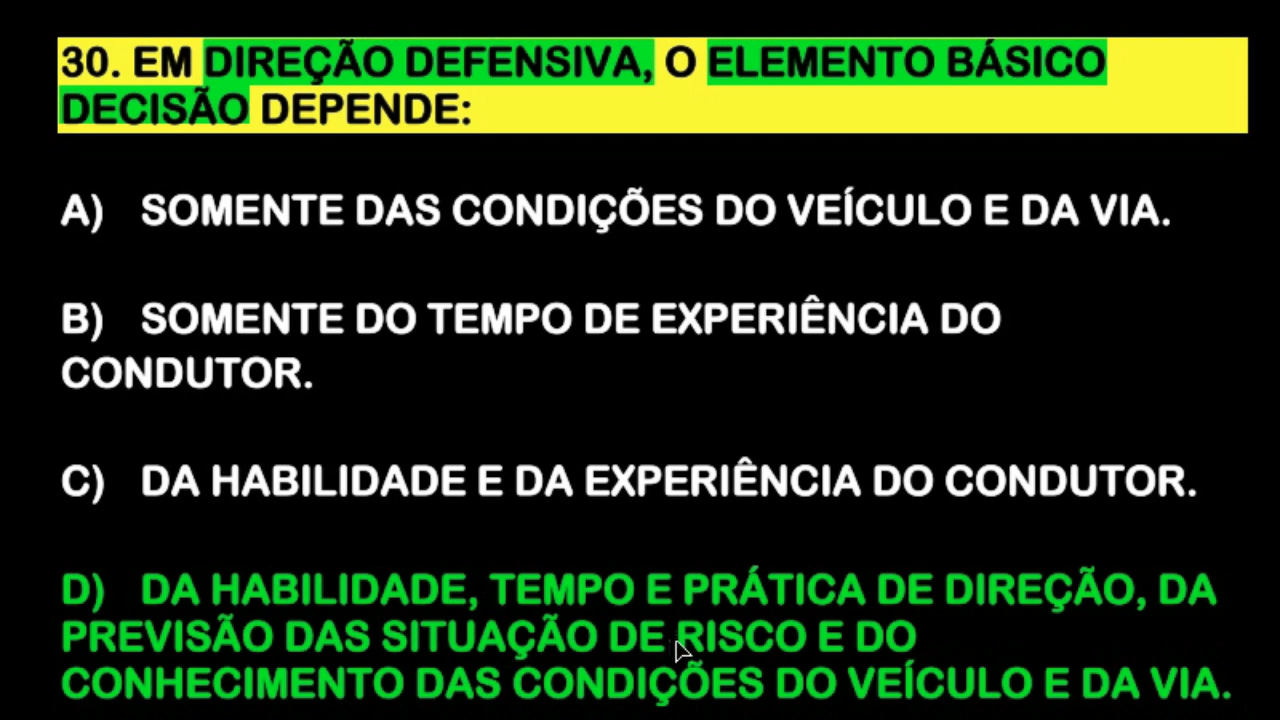 30. EM DIREÇÃO DEFENSIVA, O ELEMENTO BÁSICO
DECISÃO DEPENDE:
A) SOMENTE DAS CONDIÇÕES DO VEÍCULO E DA VIA.
B) SOMENTE DO TEMPO DE EXPERIÊNCIA DO
CONDUTOR.
C) DA HABILIDADE E DA EXPERIÊNCIA DO CONDUTOR.
D) DA HABILIDADE, TEMPO E PRÁTICA DE DIREÇÃO, DA
PREVISÃO DAS SITUAÇÃO DE RISCO E DO
CONHECIMENTO DAS CONDIÇÕES DO VEÍCULO E DA VIA.